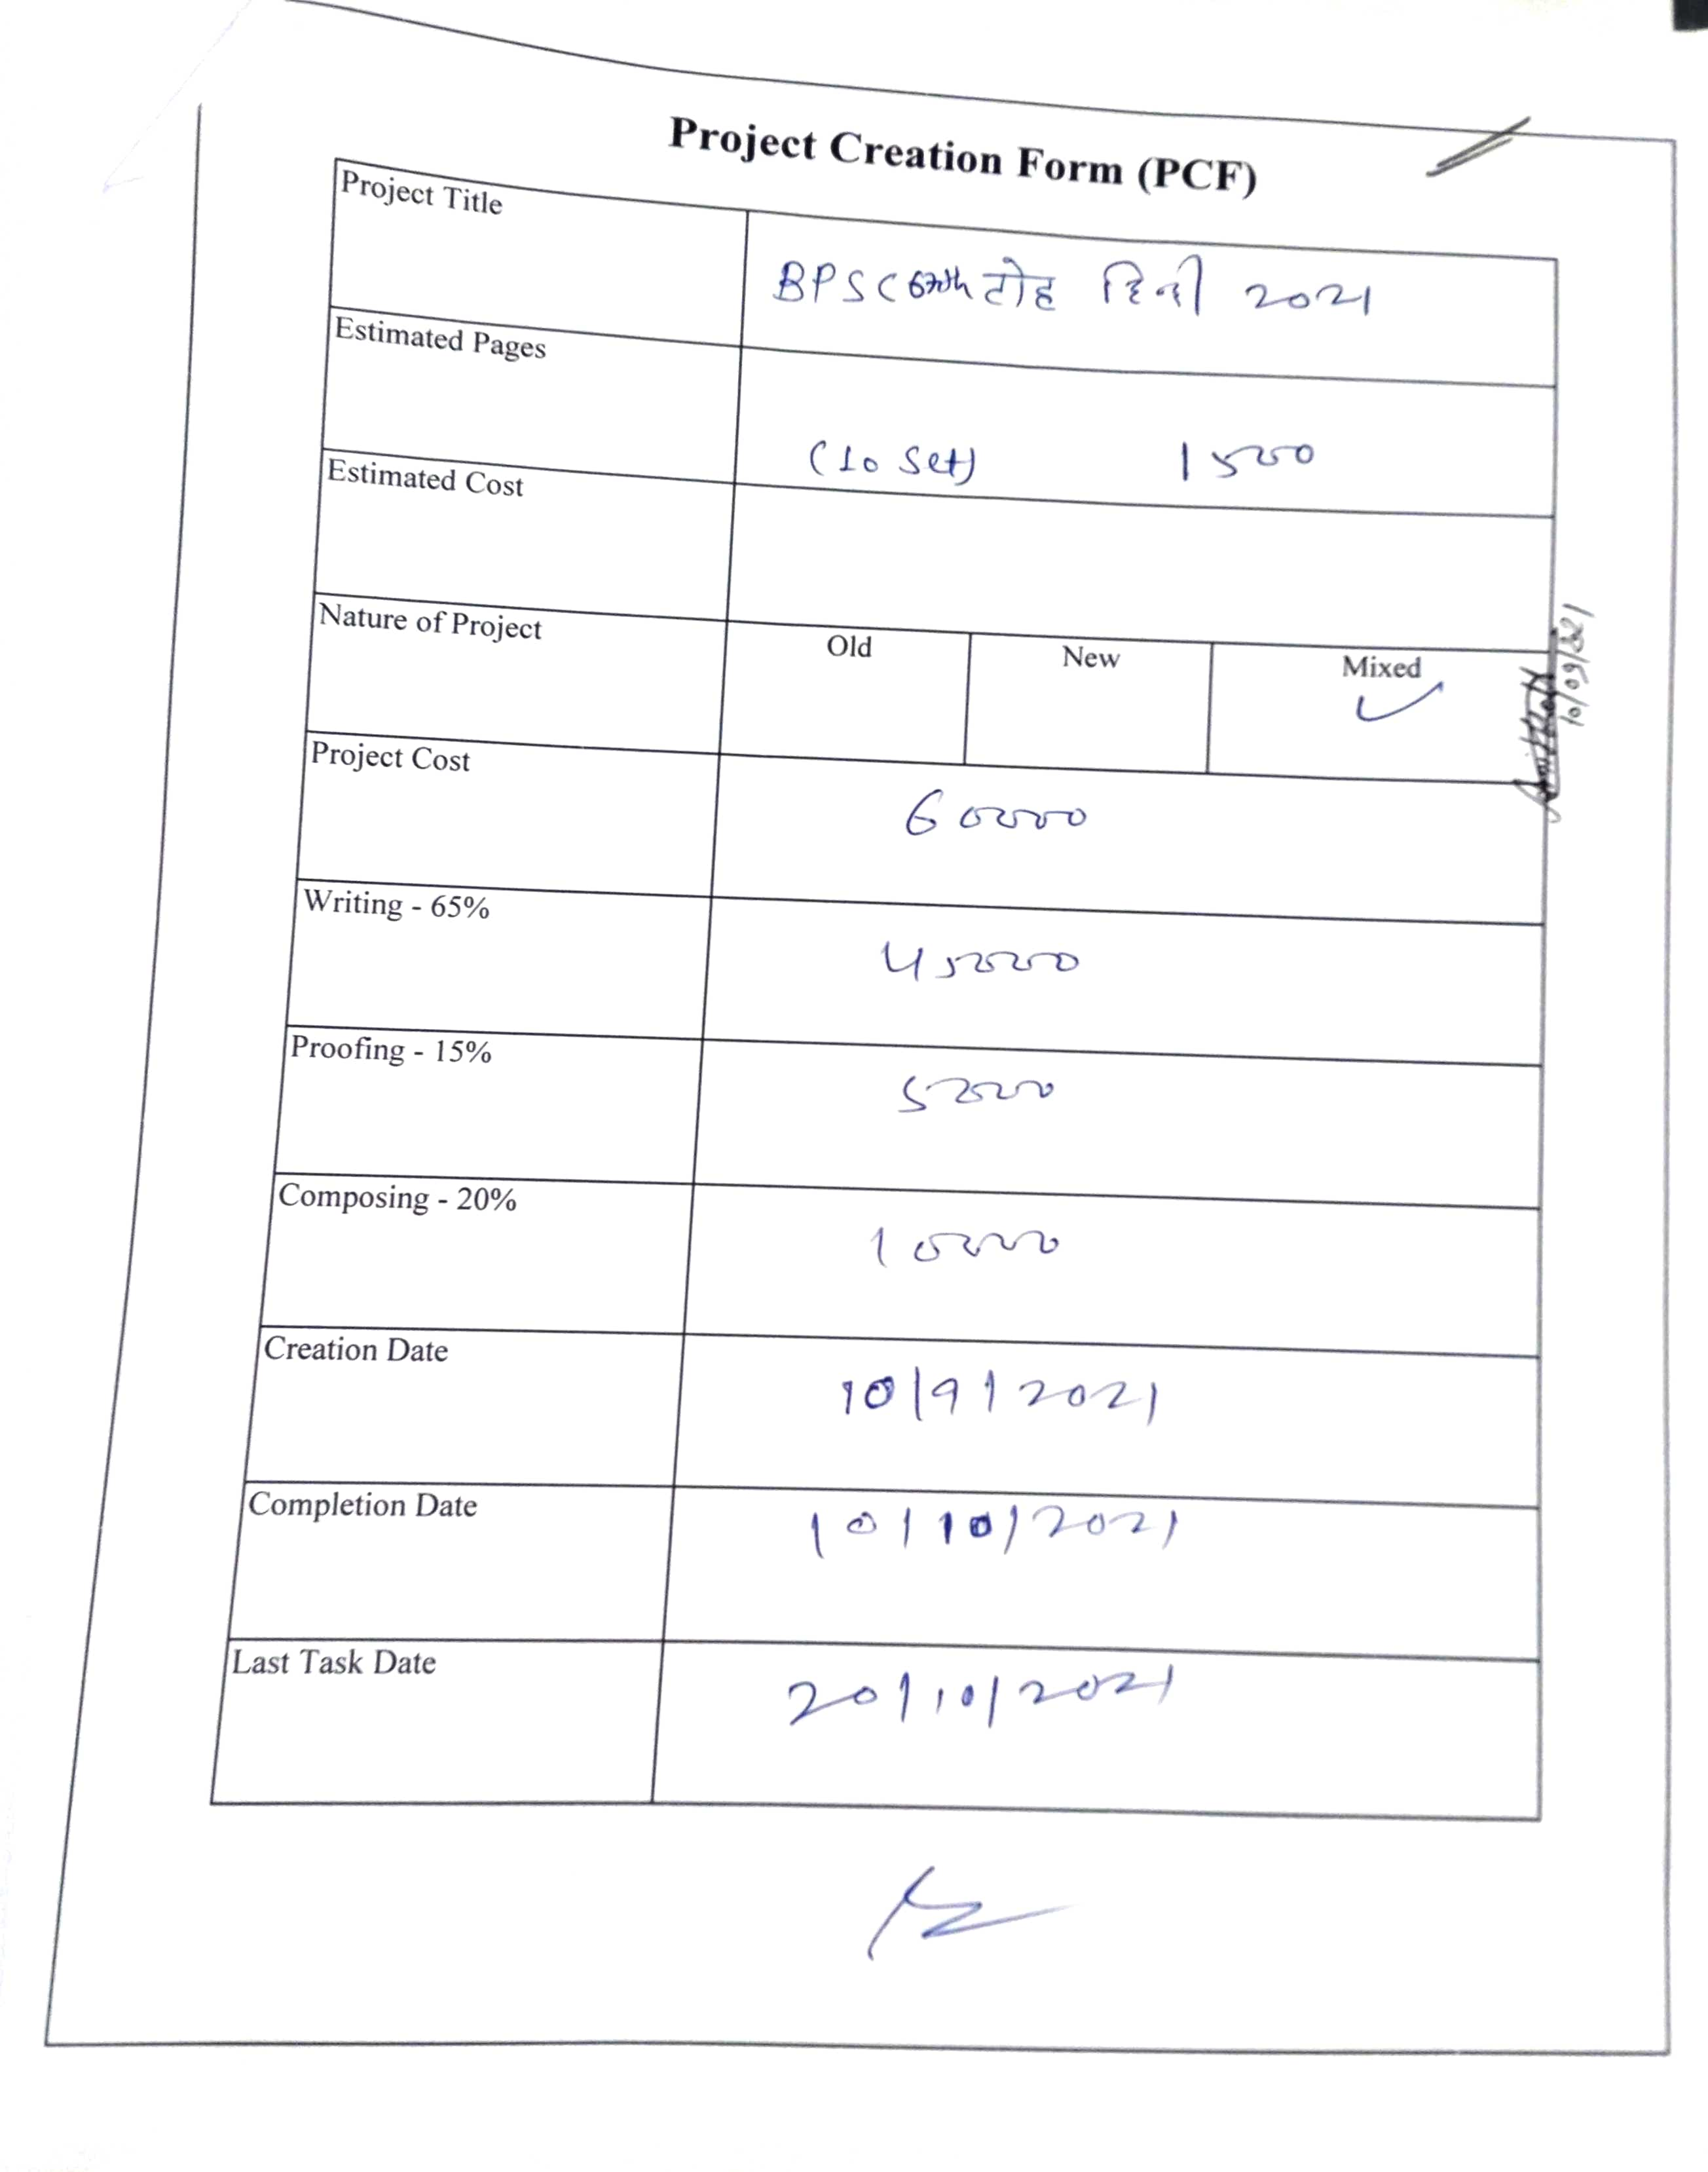 Project Creation Form (PCF)
Project Title
BPSC 67th टोह हिन्दी 2021
Estimated Pages
(10 Set) 1500
Estimated Cost
Nature of Project
Old New Mixed
Project Cost
60000
Writing - 65%
45000
Proofing - 15%
5000
Composing - 20%
10000
Creation Date
10/9/2021
Completion Date
10/10/2021
Last Task Date
20/10/2021
10/09/221